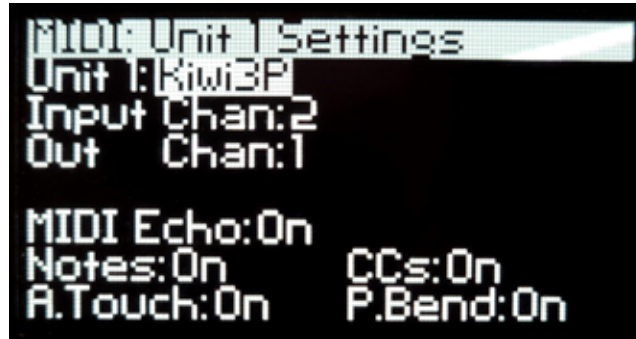 MIDI: Unit 1 Settings
Unit 1: Kiwi3P
Input Chan:2
Out Chan:1
MIDI Echo:On
Notes:On CCs:On
A.Touch:On P.Bend:On